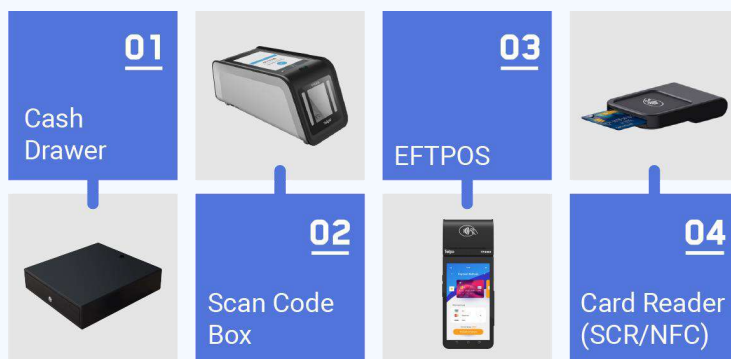 01
Cash
Drawer
02
Scan Code
Box
03
EFTPOS
04
Card Reader
(SCR/NFC)